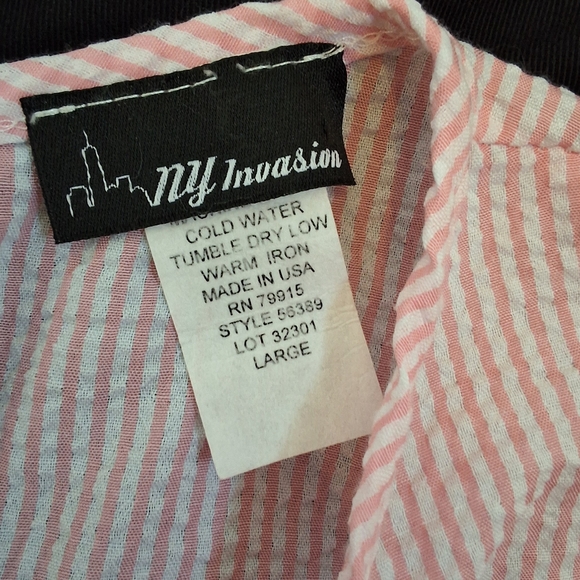 NY Invasion
COLD WATER
TUMBLE DRY LOW
WARM IRON
MADE IN USA
RN 79915
STYLE 56389
LOT 32301
LARGE